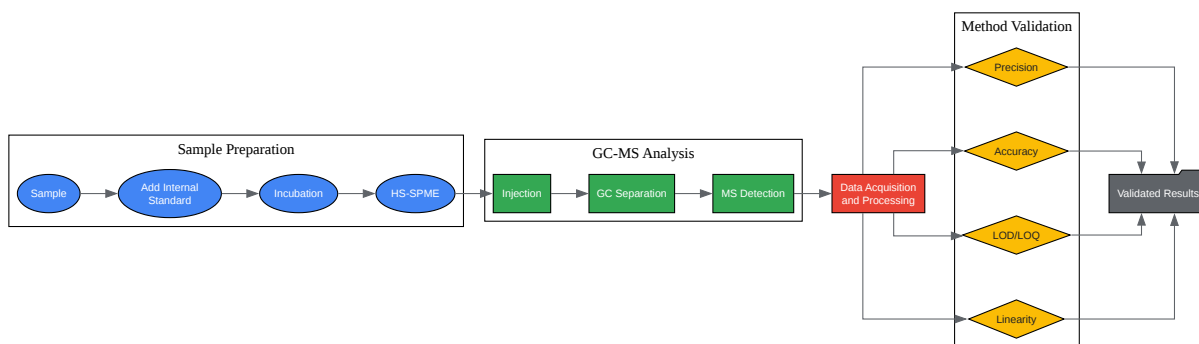 Sample Preparation
Sample
Add Internal
Standard
Incubation
HS-SPME
GC-MS Analysis
Injection
GC Separation
MS Detection
Data Acquisition
and Processing
Method Validation
Precision
Accuracy
LOD/LOQ
Linearity
Validated Results